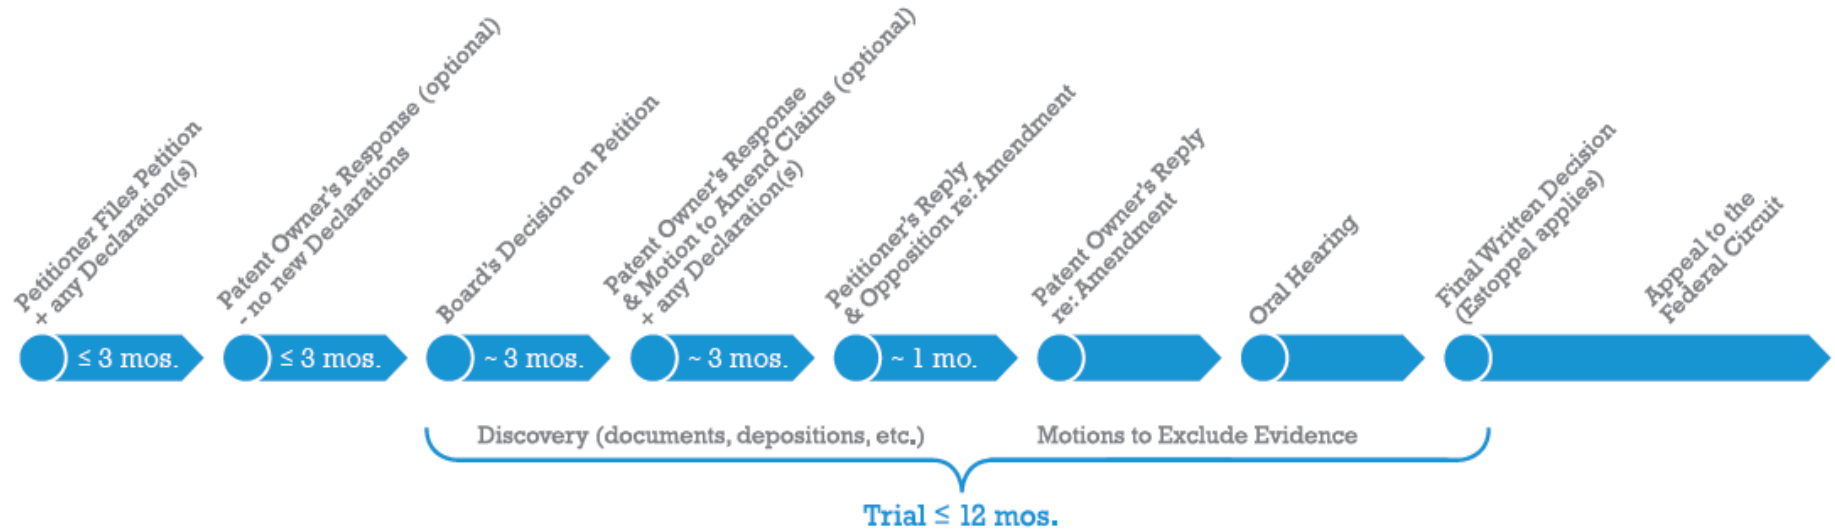 Petitioner Files Petition
+ any Declaration(s)
Patent Owner's Response (optional)
- no new Declarations
Board's Decision on Petition
Patent Owner's Response
& Motion to Amend Claims (optional)
+ any Declaration(s)
Petitioner's Reply
& Opposition re: Amendment
Patent Owner's Reply
re: Amendment
Oral Hearing
Final Written Decision
(Estoppel applies)
Appeal to the
Federal Circuit
≤ 3 mos.
≤ 3 mos.
~ 3 mos.
~ 3 mos.
~ 1 mo.
Discovery (documents, depositions, etc.)
Motions to Exclude Evidence
Trial ≤ 12 mos.